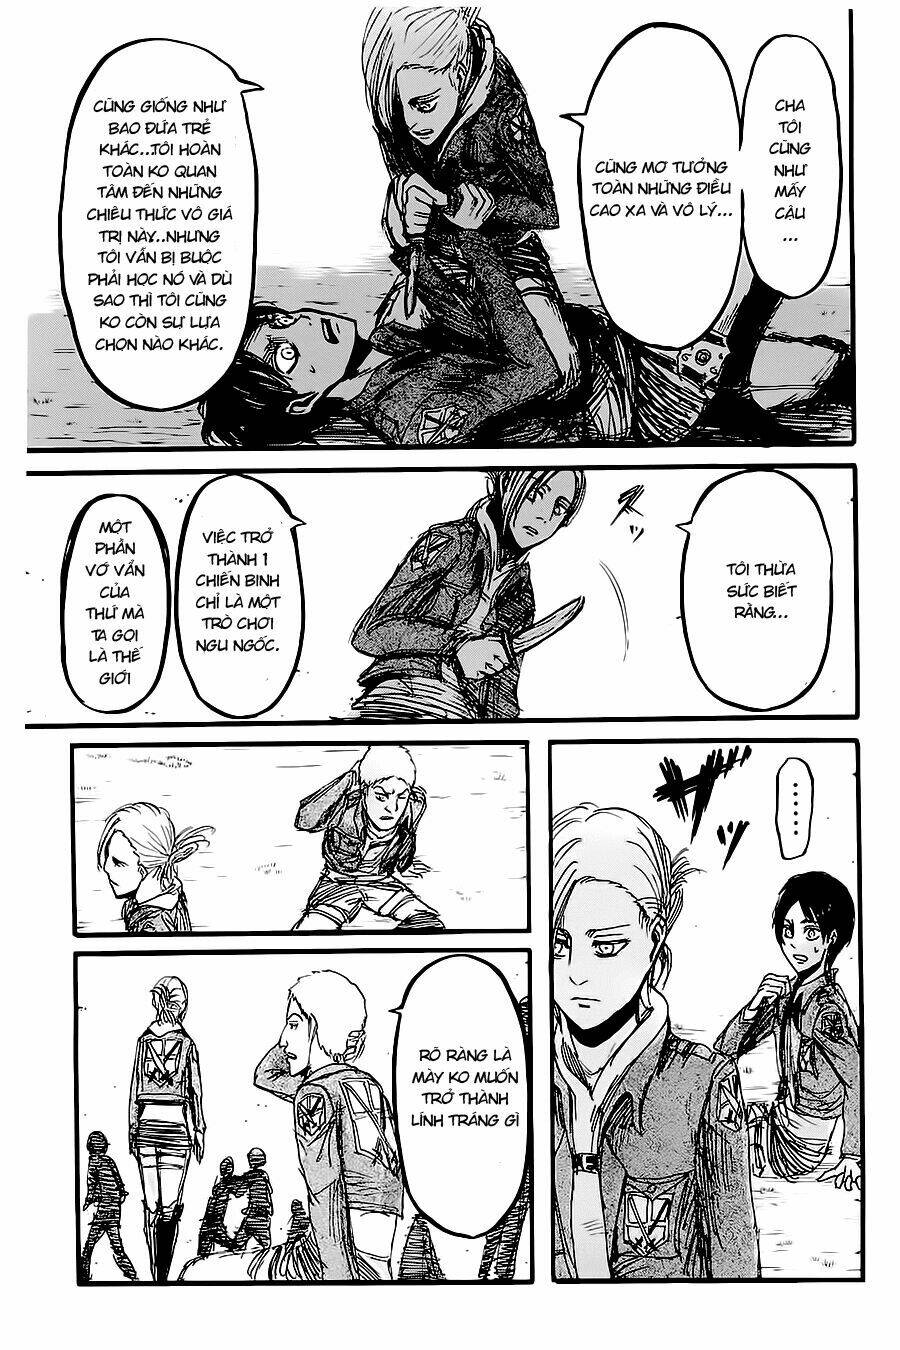 CHA
TÔI
CŨNG
NHƯ
MẤY
CẬU
...
CŨNG MƠ TƯỞNG
TOÀN NHỮNG ĐIỀU
CAO XA VÀ VÔ LÝ...
CŨNG GIỐNG NHƯ
BAO ĐỨA TRẺ
KHÁC..TÔI HOÀN
TOÀN KO QUAN
TÂM ĐẾN NHỮNG
CHIÊU THỨC VÔ GIÁ
TRỊ NÀY..NHƯNG
TÔI VẪN BỊ BUỘC
PHẢI HỌC NÓ VÀ DÙ
SAO THÌ TÔI CŨNG
KO CÒN SỰ LỰA
CHỌN NÀO KHÁC.
TÔI THỪA
SỨC BIẾT
RẰNG...
VIỆC TRỞ
THÀNH 1
CHIẾN BINH
CHỈ LÀ MỘT
TRÒ CHƠI
NGU NGỐC.
MỘT
PHẦN
VỚ VẨN
CỦA
THỨ MÀ
TA GỌI
LÀ THẾ
GIỚI
......
RÕ RÀNG LÀ
MÀY KO MUỐN
TRỞ THÀNH
LÍNH TRÁNG GÌ